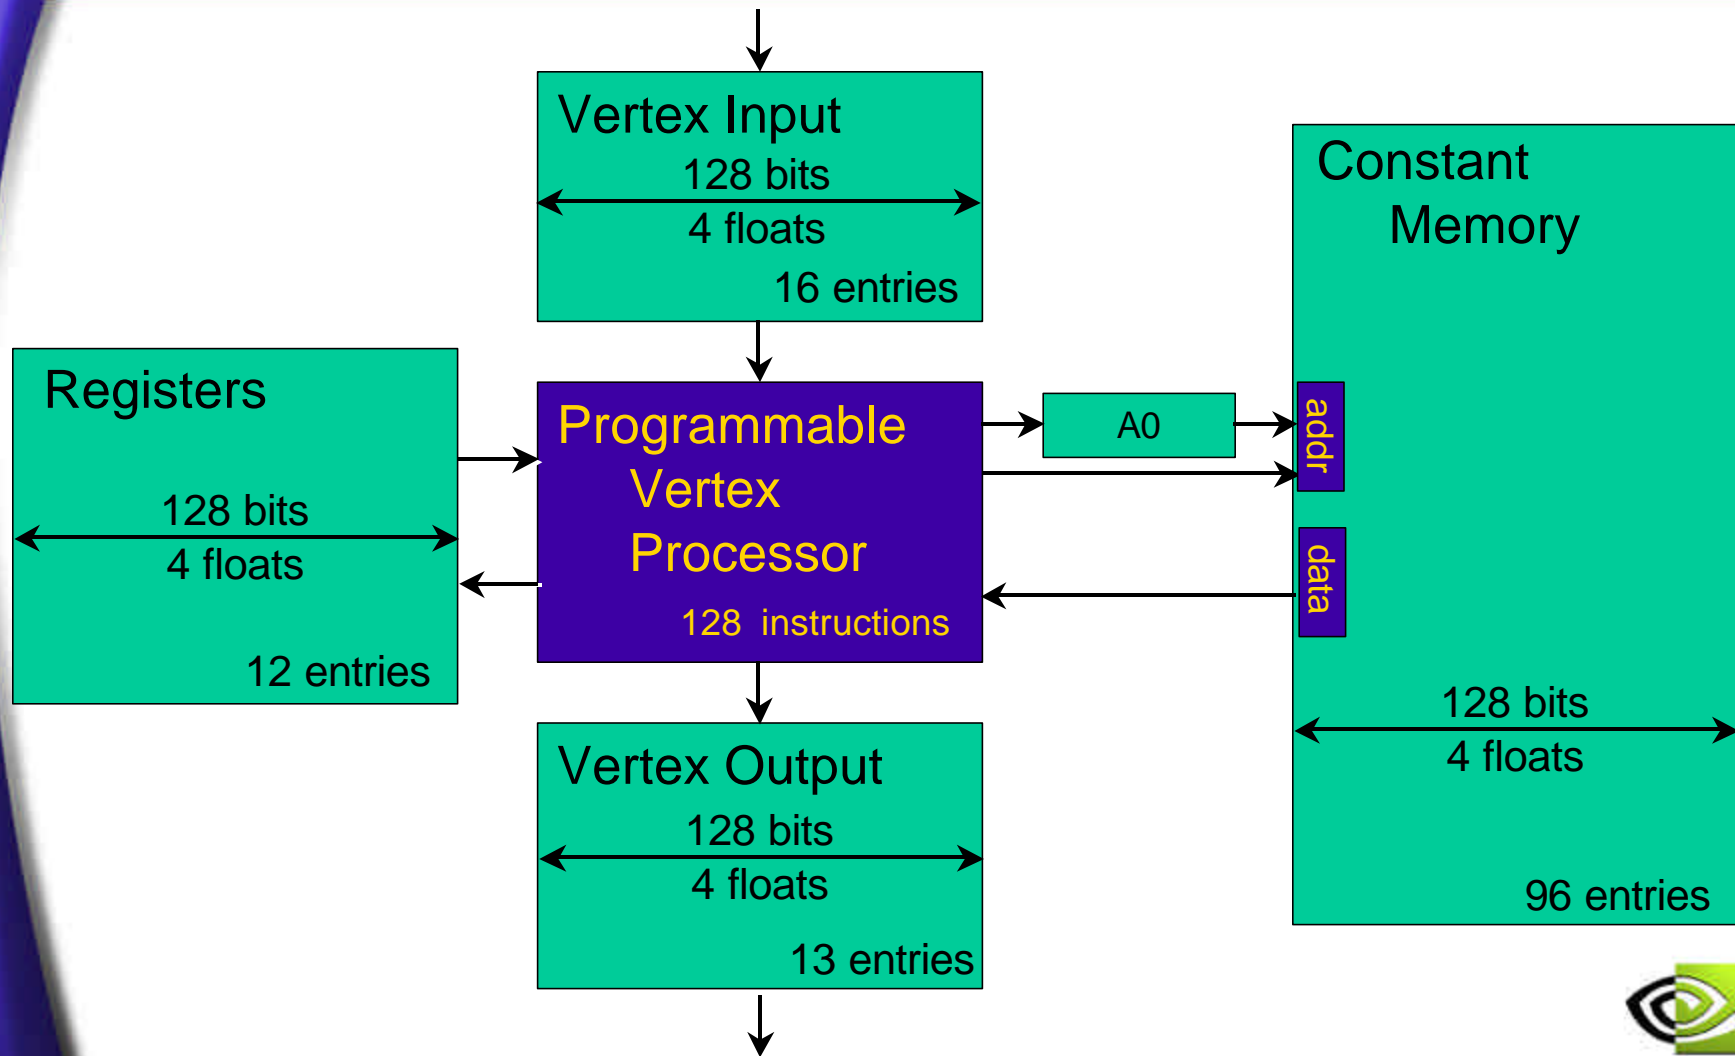 Vertex Input
128 bits
4 floats
16 entries
Constant
Memory
addr
data
128 bits
4 floats
96 entries
Registers
128 bits
4 floats
12 entries
Programmable
Vertex
Processor
128 instructions
A0
Vertex Output
128 bits
4 floats
13 entries